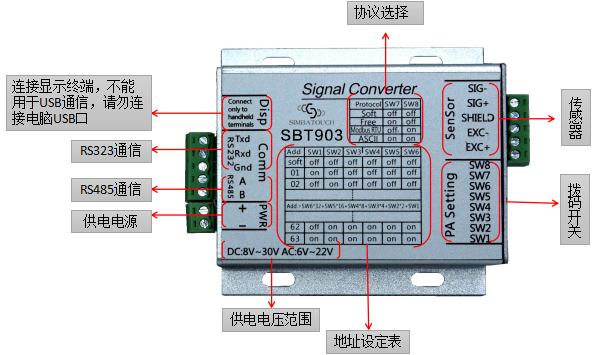 协议选择
连接显示终端，不能
用于USB通信，请勿连
接电脑USB口
RS323通信
RS485通信
供电电源
供电电压范围
地址设定表
传感器
拨码开关
Signal Converter
SIMBATOUCH
SBT903
Connect
only to
handheld
terminals
Disp
Txd
Rxd
Gnd
RS232
Comm
A
B
RS485
+
−
PWR
DC:8V~30V AC:6V~22V
Protocol SW7 SW8
Soft off off
Free on off
Modbus RTU off on
ASCII on on
Add SW1 SW2 SW3 SW4 SW5 SW6
soft off off off off off off
01 on off off off off off
02 off on off off off off
Add.=SW6*32+SW5*16+SW4*8+SW3*4+SW2*2+SW1
62 off on on on on on
63 on on on on on on
SenSor
SIG-
SIG+
SHIELD
EXC-
EXC+
PA Setting
SW8
SW7
SW6
SW5
SW4
SW3
SW2
SW1